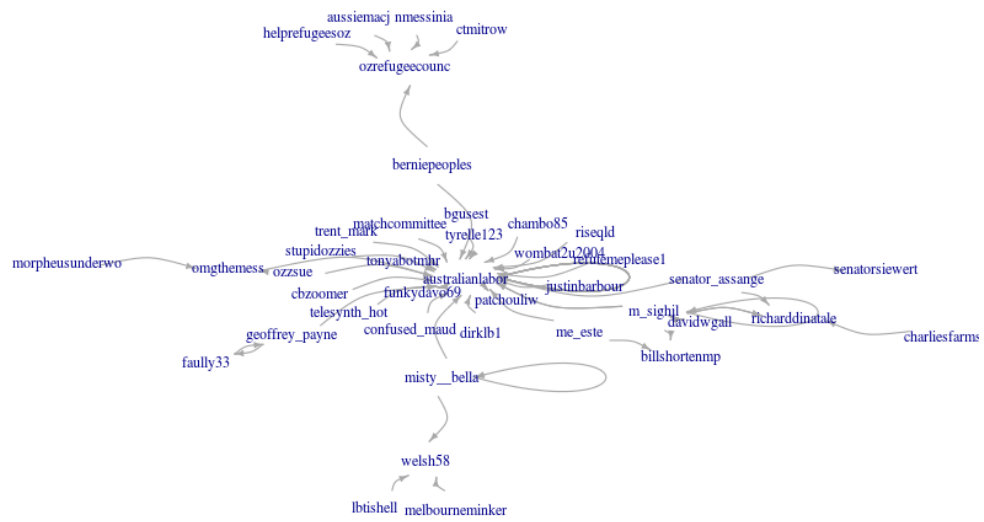 aussiemacj nmessinia
helprefugeesoz
ctmitrow
ozrefugeecounc
berniepeoples
bgusest
matchcommittee
chambo85
trent_mark
tyrelle123
riseqld
stupidozzies
wombat2u2004
morpheusunderwo
omgthemess
ozzsue
tonyabotmhr
refutemeplease1
senatorsiewert
australianlabor
senator_assange
cbzoomer
funkydavo69
justinbarbour
patchouliw
telesynth_hot
m_sighil
davidwgall
richarddinatale
geoffrey_payne
confused_maud
dirklb1
me_este
charliesfarms
faully33
billshortenmp
misty__bella
welsh58
lbtishell
melbourneminker